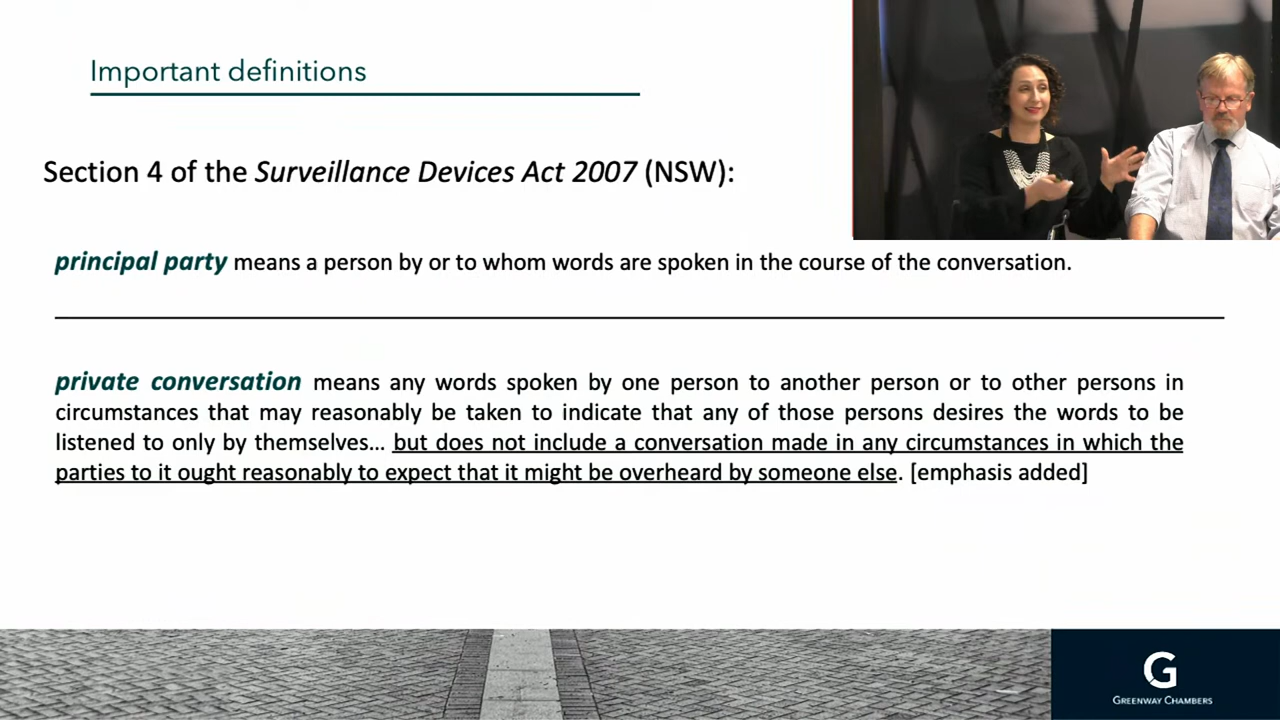 Important definitions
Section 4 of the Surveillance Devices Act 2007 (NSW):
principal party means a person by or to whom words are spoken in the course of the conversation.
private conversation means any words spoken by one person to another person or to other persons in
circumstances that may reasonably be taken to indicate that any of those persons desires the words to be
listened to only by themselves... but does not include a conversation made in any circumstances in which the
parties to it ought reasonably to expect that it might be overheard by someone else. [emphasis added]
G
GREENWAY CHAMBERS